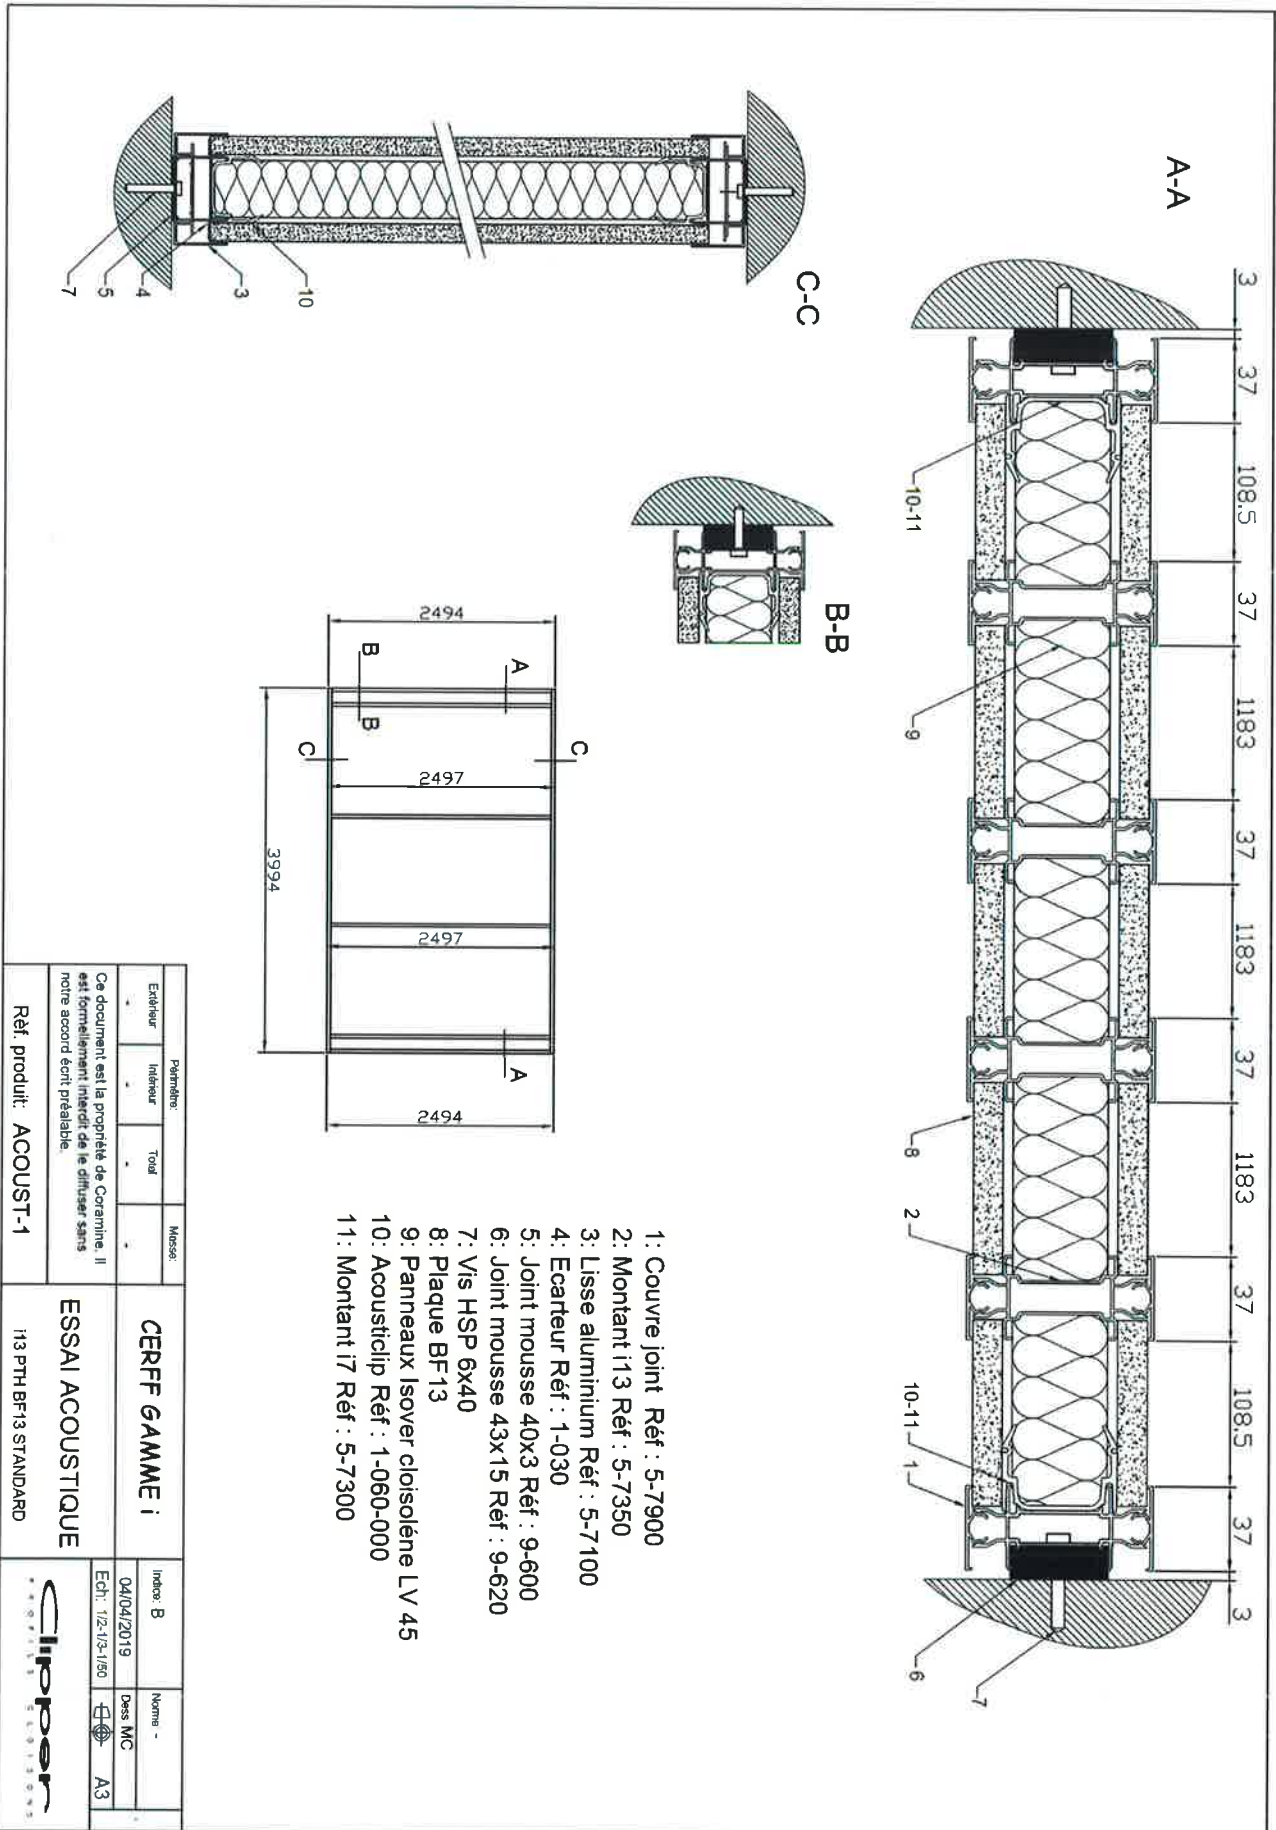 A-A
3
37
108.5
37
1183
37
1183
37
1183
37
108.5
37
3
10-11
9
8
2
10-11
1
6
7
C-C
10
3
4
5
7
B-B
2494
B
B
A
C
C
2497
2497
3994
A
2494
1: Couvre joint Réf : 5-7900
2: Montant i13 Réf : 5-7350
3: Lisse aluminium Réf : 5-7100
4: Ecarteur Réf : 1-030
5: Joint mousse 40x3 Réf : 9-600
6: Joint mousse 43x15 Réf : 9-620
7: Vis HSP 6x40
8: Plaque BF13
9: Panneaux Isover cloisoléne LV 45
10: Acousticlip Réf : 1-060-000
11: Montant i7 Réf : 5-7300
Périmètre:
Masse:
Extérieur
Intérieur
Total
- - - -
Ce document est la propriété de Coramine. Il
est formellement interdit de le diffuser sans
notre accord écrit préalable.
Réf. produit: ACOUST-1
CERFF GAMME i
ESSAI ACOUSTIQUE
i13 PTH BF13 STANDARD
Indice: B
Norme -
04/04/2019
Dess MC
Ech: 1/2-1/3-1/50
A3
Clipper
PROFILS CLOISONS